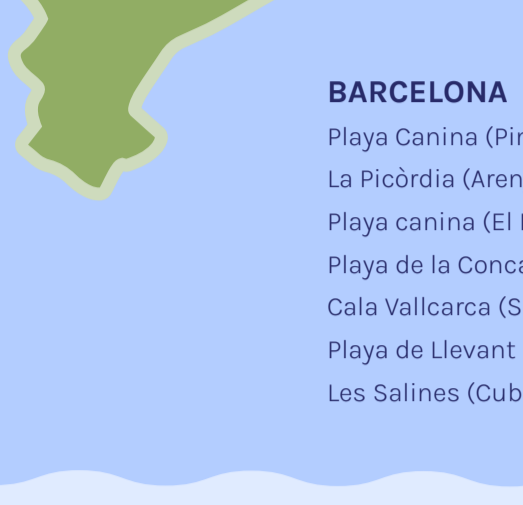 BARCELONA
Playa Canina (Pin
La Picòrdia (Aren
Playa canina (El
Playa de la Conca
Cala Vallcarca (S
Playa de Llevant
Les Salines (Cub